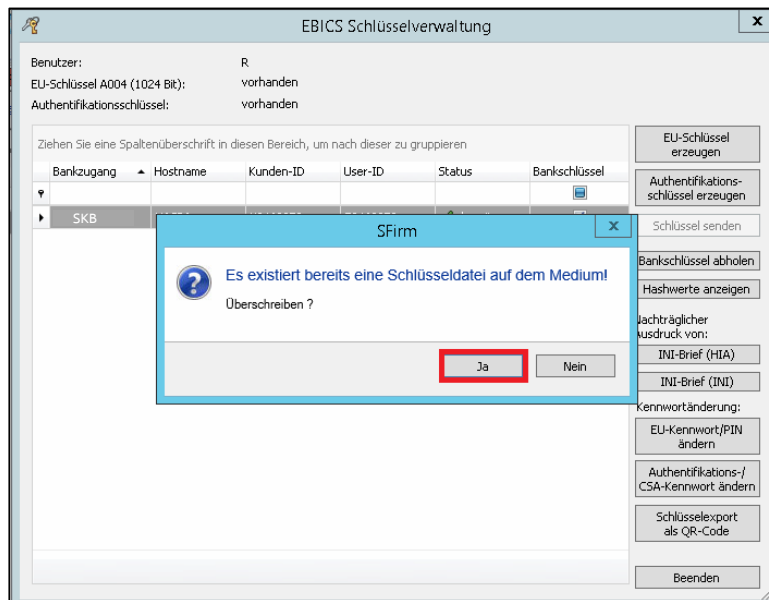 EBICS Schlüsselverwaltung
x
Benutzer: R
EU-Schlüssel A004 (1024 Bit): vorhanden
Authentifikationsschlüssel: vorhanden
Ziehen Sie eine Spaltenüberschrift in diesen Bereich, um nach dieser zu gruppieren
Bankzugang Hostname Kunden-ID User-ID Status Bankschlüssel
SKB
SFirm
x
Es existiert bereits eine Schlüsseldatei auf dem Medium!
Überschreiben ?
Ja Nein
EU-Schlüssel
erzeugen
Authentifikations-
schlüssel erzeugen
Schlüssel senden
Bankschlüssel abholen
Hashwerte anzeigen
Nachträglicher
Ausdruck von:
INI-Brief (HIA)
INI-Brief (INI)
Kennwortänderung:
EU-Kennwort/PIN
ändern
Authentifikations-/
CSA-Kennwort ändern
Schlüsselexport
als QR-Code
Beenden